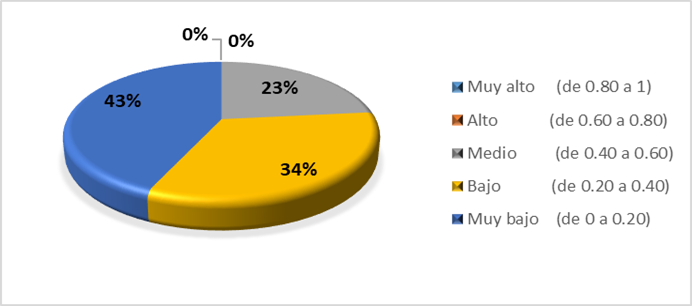 0%
0%
23%
43%
34%
Muy alto (de 0.80 a 1)
Alto (de 0.60 a 0.80)
Medio (de 0.40 a 0.60)
Bajo (de 0.20 a 0.40)
Muy bajo (de 0 a 0.20)